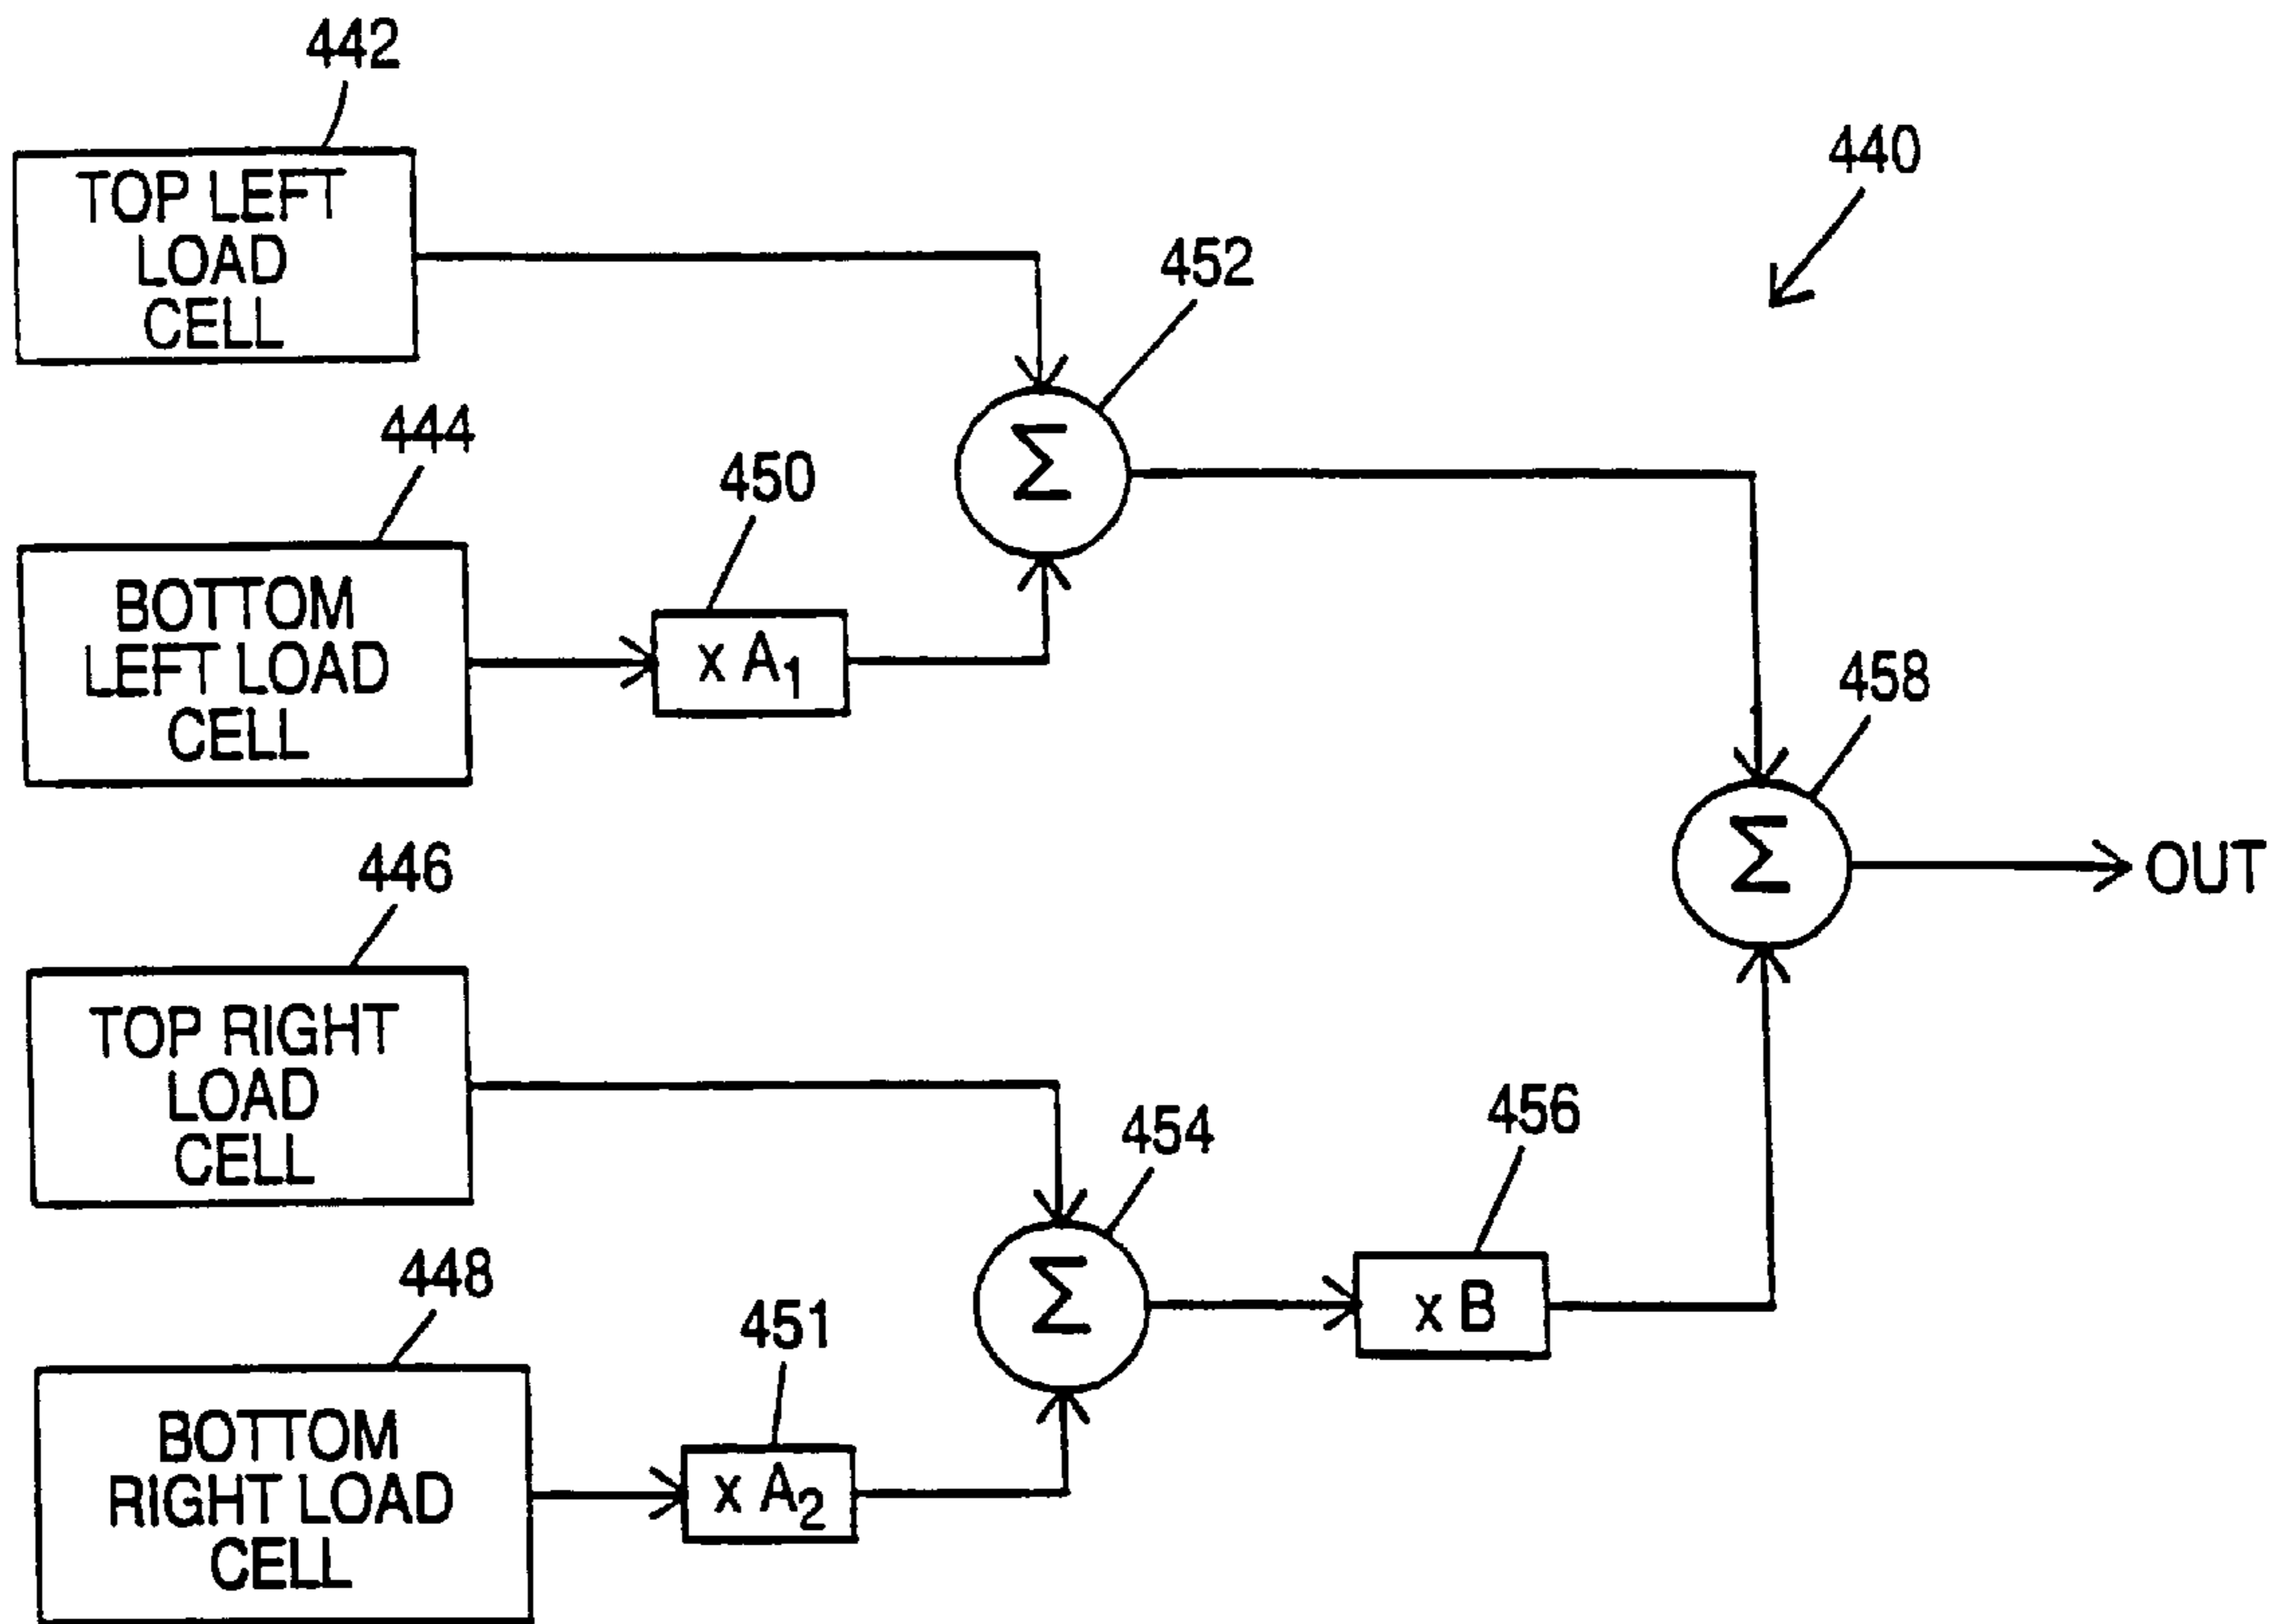 442
TOP LEFT
LOAD
CELL
440
452
Σ
444
BOTTOM
LEFT LOAD
CELL
450
x A₁
458
Σ
OUT
446
TOP RIGHT
LOAD
CELL
454
Σ
456
x B
448
BOTTOM
RIGHT LOAD
CELL
451
x A₂